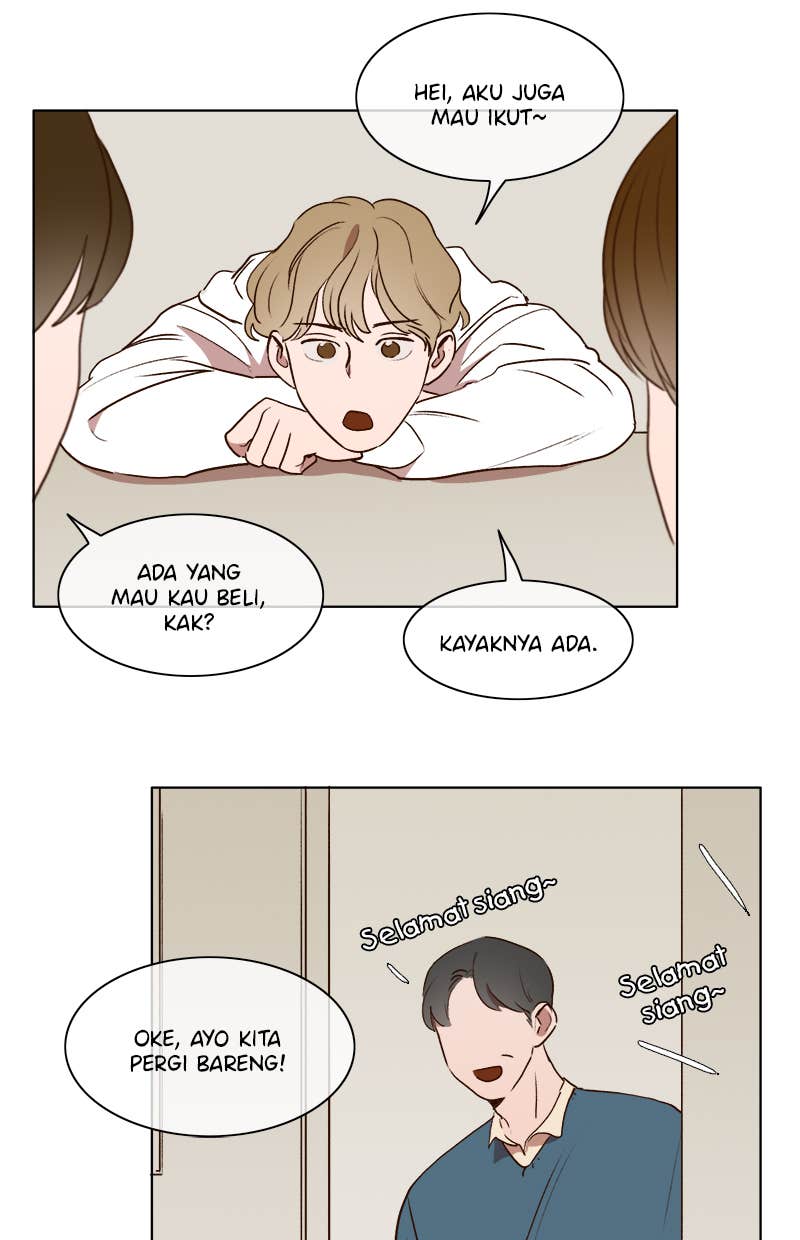 HEI, AKU JUGA
MAU IKUT~
ADA YANG
MAU KAU BELI,
KAK?
KAYAKNYA ADA.
Selamat siang~
Selamat
siang~
OKE, AYO KITA
PERGI BARENG!